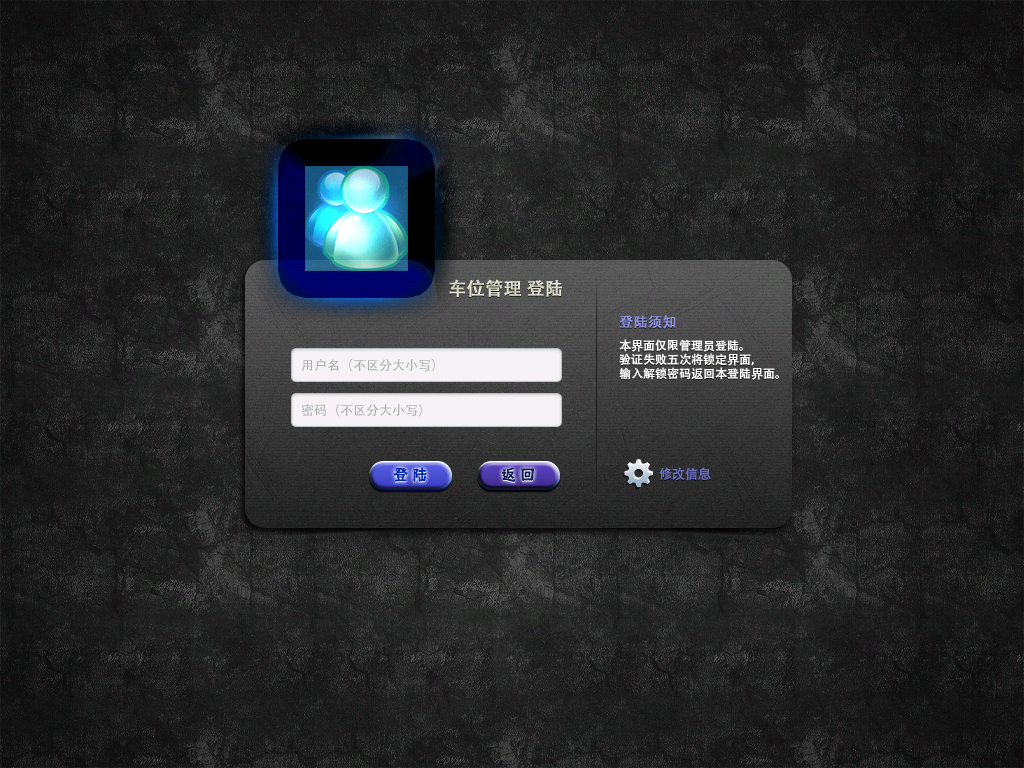 车位管理 登陆
用户名（不区分大小写）
密码（不区分大小写）
登 陆
返 回
登陆须知
本界面仅限管理员登陆。
验证失败五次将锁定界面,
输入解锁密码返回本登陆界面。
修改信息